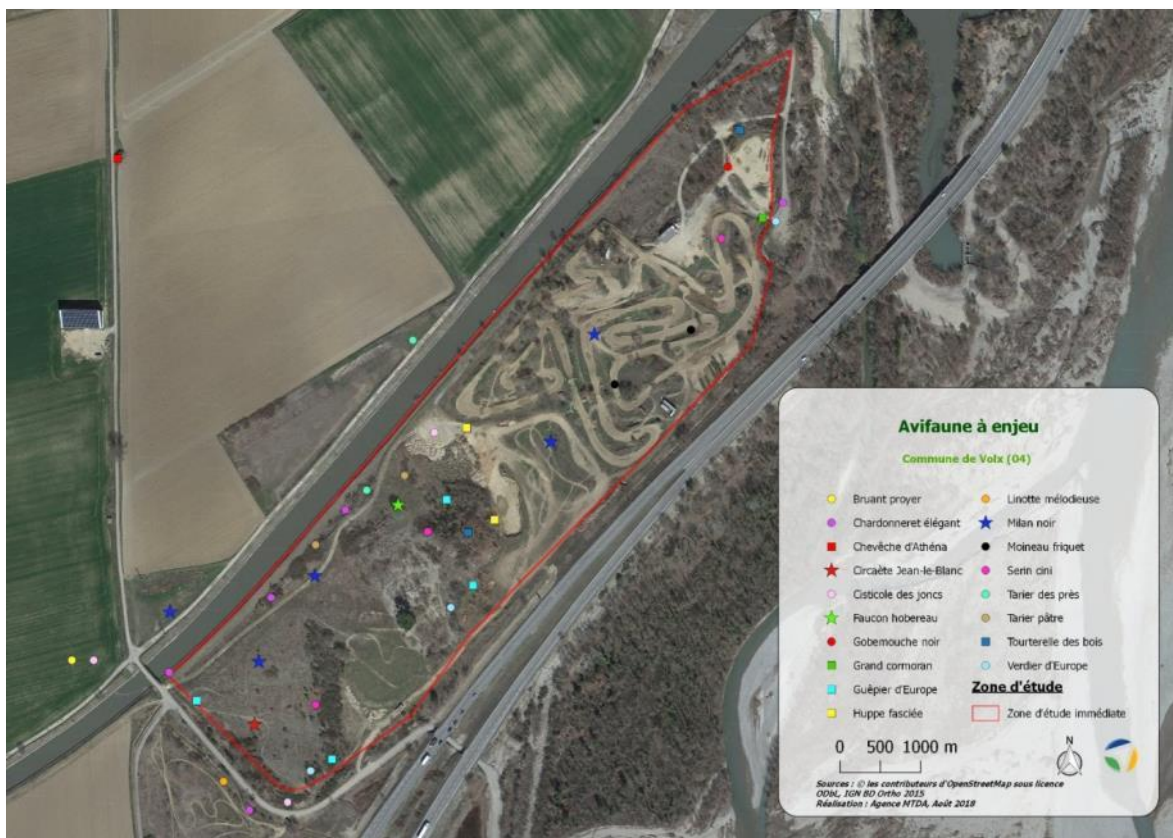 Avifaune à enjeu
Commune de Volx (04)
Bruant proyer
Chardonneret élégant
Chevêche d'Athéna
Circaète Jean-le-Blanc
Cisticole des joncs
Faucon hobereau
Gobemouche noir
Grand cormoran
Guêpier d'Europe
Huppe fasciée
Linotte mélodieuse
Milan noir
Moineau friquet
Serin cini
Tarier des près
Tarier pâtre
Tourterelle des bois
Verdier d'Europe
Zone d'étude
Zone d'étude immédiate
0 500 1000 m
N
Sources : © les contributeurs d'OpenStreetMap sous licence
ODbL, IGN BD Ortho 2015
Réalisation : Agence MTDA, Août 2018